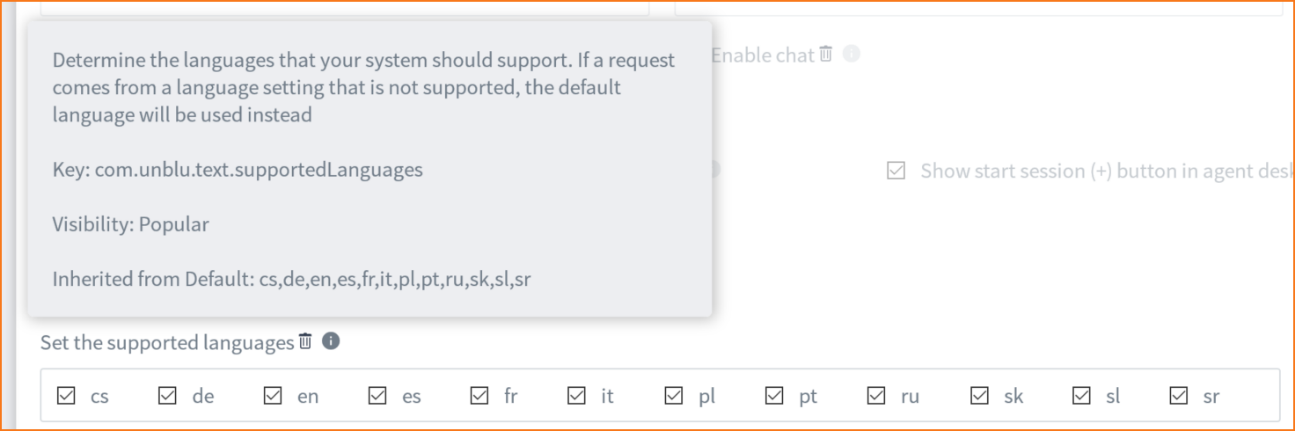 Determine the languages that your system should support. If a request
comes from a language setting that is not supported, the default
language will be used instead
Key: com.unblu.text.supportedLanguages
Visibility: Popular
Inherited from Default: cs,de,en,es,fr,it,pl,pt,ru,sk,sl,sr
Enable chat
Show start session (+) button in agent desk
Set the supported languages
cs de en es fr it pl pt ru sk sl sr